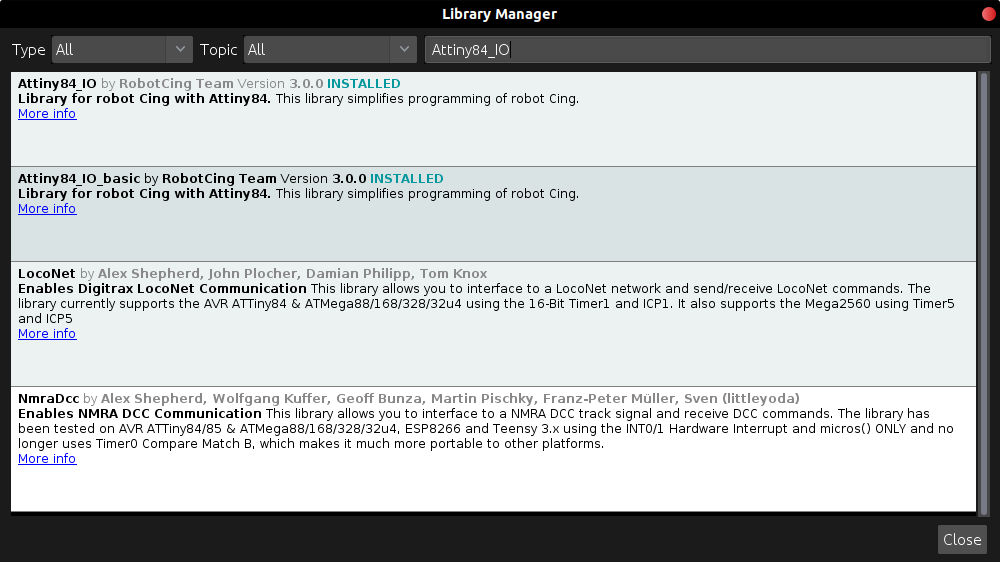 Library Manager
Type All Topic All Attiny84_IO
Attiny84_IO by RobotCing Team Version 3.0.0 INSTALLED
Library for robot Cing with Attiny84. This library simplifies programming of robot Cing.
More info
Attiny84_IO_basic by RobotCing Team Version 3.0.0 INSTALLED
Library for robot Cing with Attiny84. This library simplifies programming of robot Cing.
More info
LocoNet by Alex Shepherd, John Plocher, Damian Philipp, Tom Knox
Enables Digitrax LocoNet Communication This library allows you to interface to a LocoNet network and send/receive LocoNet commands. The
library currently supports the AVR ATTiny84 & ATMega88/168/328/32u4 using the 16-Bit Timer1 and ICP1. It also supports the Mega2560 using Timer5
and ICP5
More info
NmraDcc by Alex Shepherd, Wolfgang Kuffer, Geoff Bunza, Martin Pischky, Franz-Peter Müller, Sven (littleyoda)
Enables NMRA DCC Communication This library allows you to interface to a NMRA DCC track signal and receive DCC commands. The library has
been tested on AVR ATTiny84/85 & ATMega88/168/328/32u4, ESP8266 and Teensy 3.x using the INT0/1 Hardware Interrupt and micros() ONLY and no
longer uses Timer0 Compare Match B, which makes it much more portable to other platforms.
More info
Close